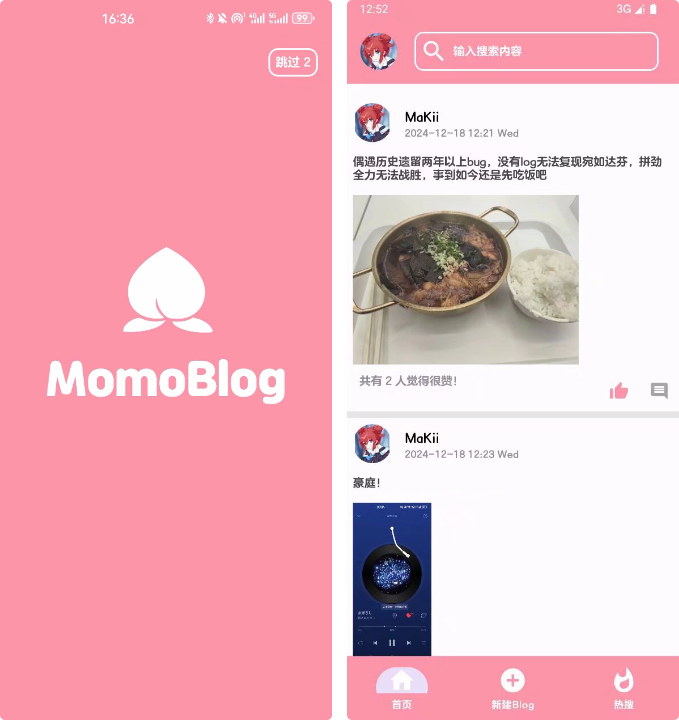 16:36
4G
5G
99
跳过 2
MomoBlog
12:52
3G
输入搜索内容
MaKii
2024-12-18 12:21 Wed
偶遇历史遗留两年以上bug，没有log无法复现宛如达芬，拼劲
全力无法战胜，事到如今还是先吃饭吧
共有 2 人觉得很赞！
MaKii
2024-12-18 12:23 Wed
豪庭！
首页
新建Blog
热搜